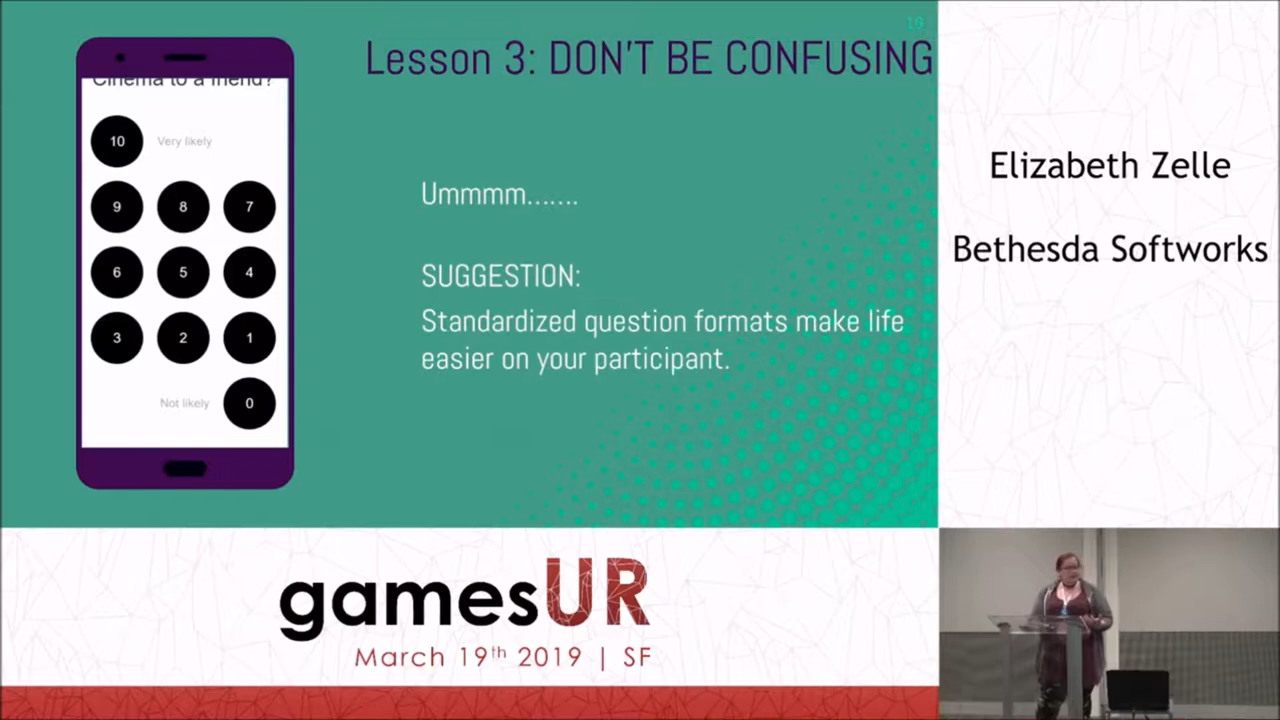 19
Lesson 3: DON'T BE CONFUSING
Cinema to a friend?
10 Very likely
9 8 7
6 5 4
3 2 1
Not likely 0
Ummmm.......
SUGGESTION:
Standardized question formats make life
easier on your participant.
Elizabeth Zelle
Bethesda Softworks
gamesUR
March 19th 2019 | SF